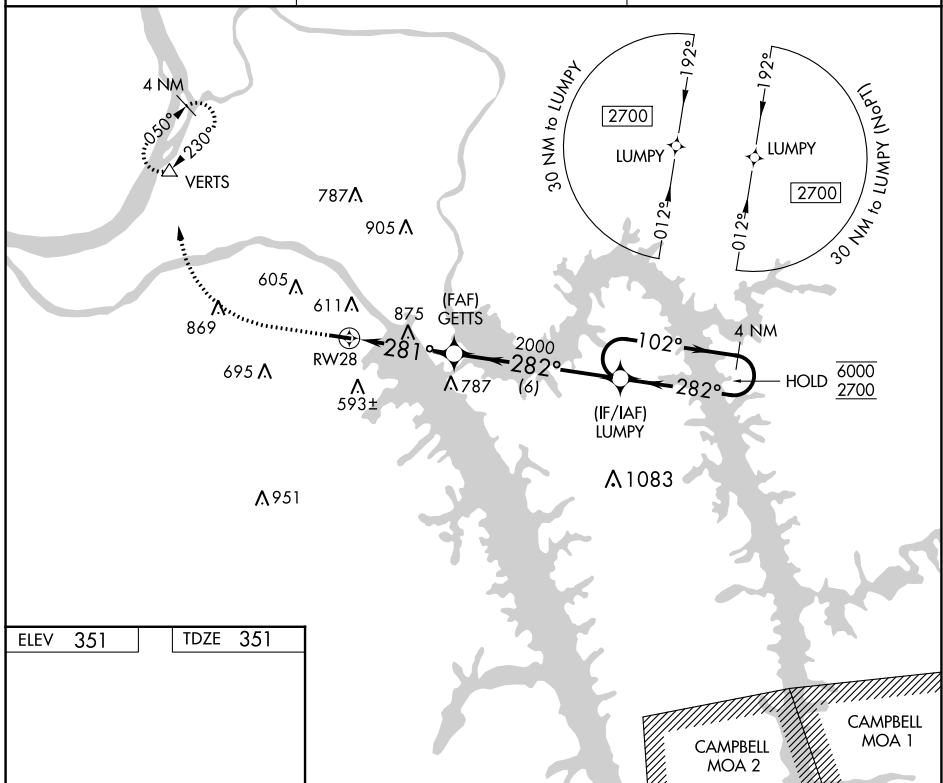 4 NM
050°
230°
VERTS
30 NM to LUMPY
2700
192°
LUMPY
012°
192°
LUMPY
2700
012°
30 NM to LUMPY (NoPT)
787
905
605
611
869
875
(FAF)
GETTS
RW28
281°
2000
282°
(6)
102°
4 NM
282°
HOLD
6000
2700
(IF/IAF)
LUMPY
695
593±
787
1083
951
ELEV 351
TDZE 351
CAMPBELL
MOA 2
CAMPBELL
MOA 1